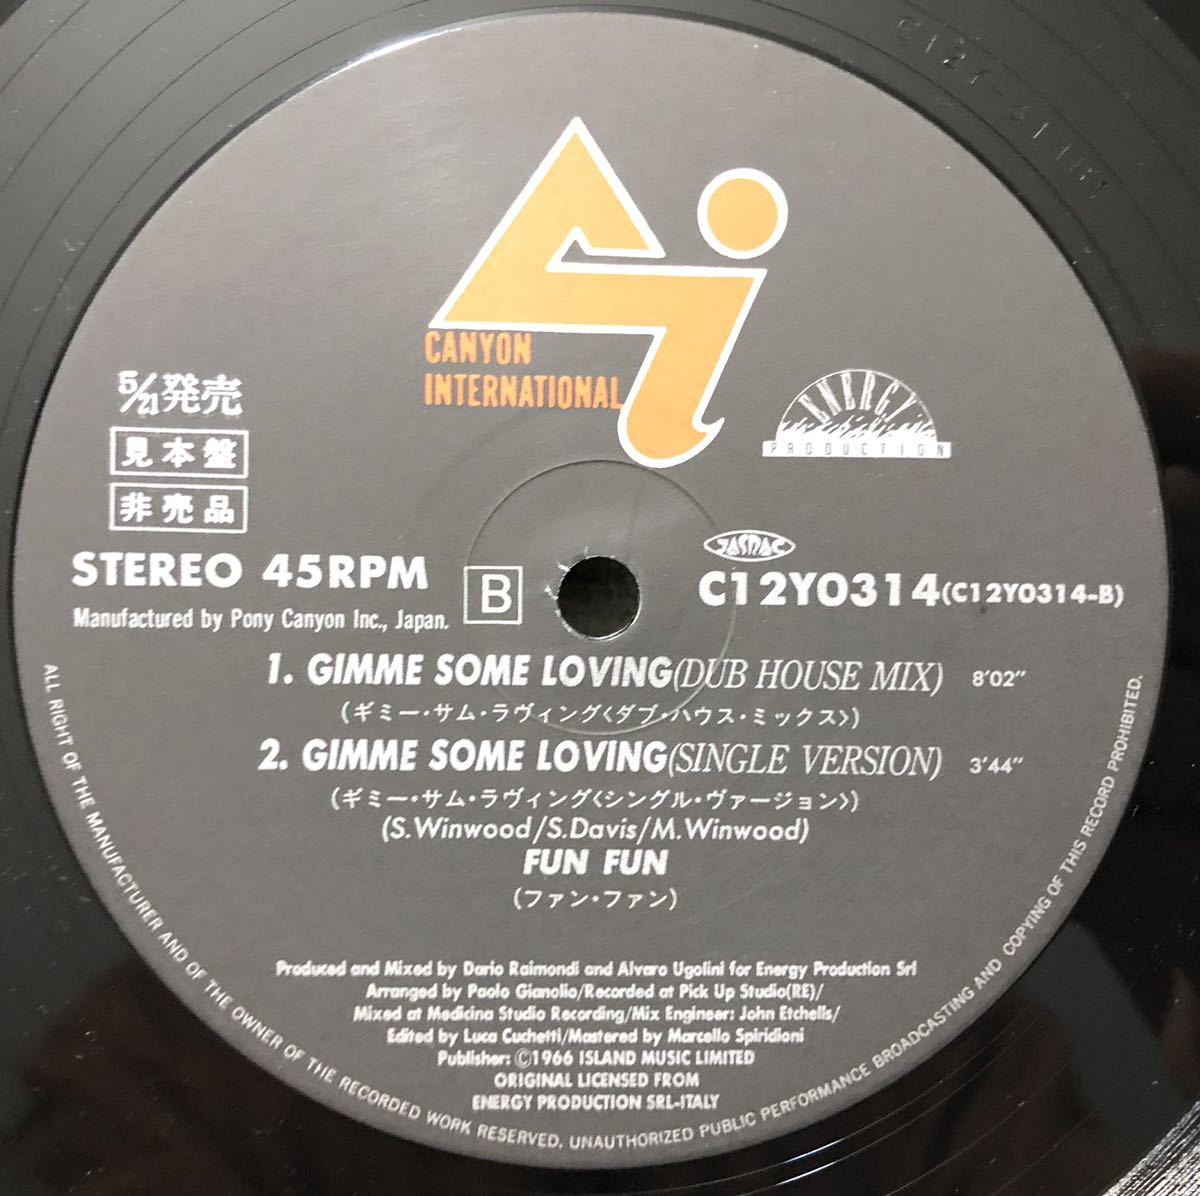 CANYON
INTERNATIONAL
ENERGY
PRODUCTION
5/21発売
見本盤
非売品
STEREO 45RPM
Manufactured by Pony Canyon Inc., Japan.
B
JASRAC
C12Y0314(C12Y0314-B)
1. GIMME SOME LOVING(DUB HOUSE MIX) 8'02"
(ギミー・サム・ラヴィング〈ダブ・ハウス・ミックス〉)
2. GIMME SOME LOVING(SINGLE VERSION) 3'44"
(ギミー・サム・ラヴィング〈シングル・ヴァージョン〉)
(S.Winwood/S.Davis/M.Winwood)
FUN FUN
(ファン・ファン)
Produced and Mixed by Dario Raimondi and Alvaro Ugolini for Energy Production Srl
Arranged by Paolo Gianolio/Recorded at Pick Up Studio(RE)/
Mixed at Medicina Studio Recording/Mix Engineer: John Etchells/
Edited by Luca Cuchetti/Mastered by Marcello Spiridioni
Publisher: ©1966 ISLAND MUSIC LIMITED
ORIGINAL LICENSED FROM
ENERGY PRODUCTION SRL-ITALY
ALL RIGHT OF THE MANUFACTURER AND OF THE OWNER OF THE RECORDED WORK RESERVED. UNAUTHORIZED PUBLIC PERFORMANCE BROADCASTING AND COPYING OF THIS RECORD PROHIBITED.